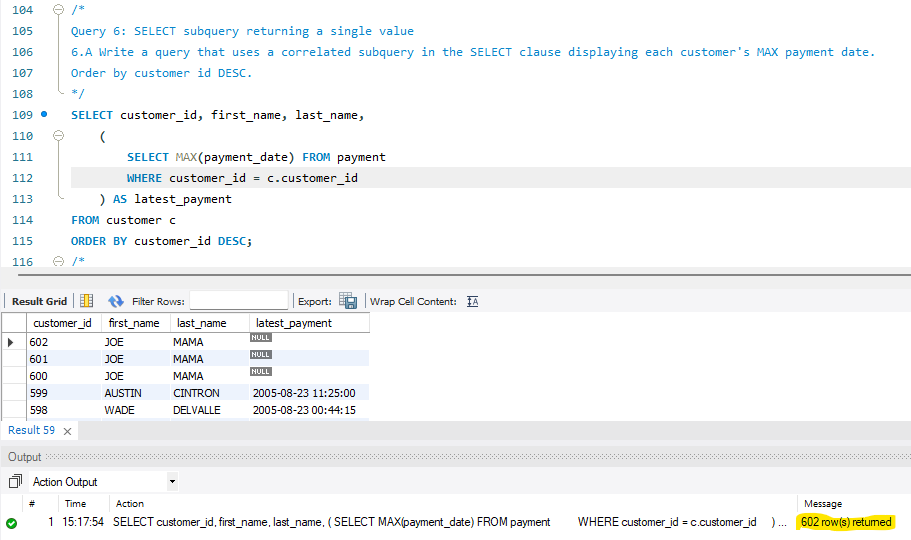 104 /*
105 Query 6: SELECT subquery returning a single value
106 6.A Write a query that uses a correlated subquery in the SELECT clause displaying each customer's MAX payment date.
107 Order by customer id DESC.
108 */
109 SELECT customer_id, first_name, last_name,
110 (
111 SELECT MAX(payment_date) FROM payment
112 WHERE customer_id = c.customer_id
113 ) AS latest_payment
114 FROM customer c
115 ORDER BY customer_id DESC;
116 /*
Result Grid Filter Rows: Export: Wrap Cell Content: IA
customer_id first_name last_name latest_payment
602 JOE MAMA NULL
601 JOE MAMA NULL
600 JOE MAMA NULL
599 AUSTIN CINTRON 2005-08-23 11:25:00
598 WADE DELVALLE 2005-08-23 00:44:15
Result 59 ×
Output
Action Output
# Time Action Message
1 15:17:54 SELECT customer_id, first_name, last_name, ( SELECT MAX(payment_date) FROM payment WHERE customer_id = c.customer_id ) ... 602 row(s) returned